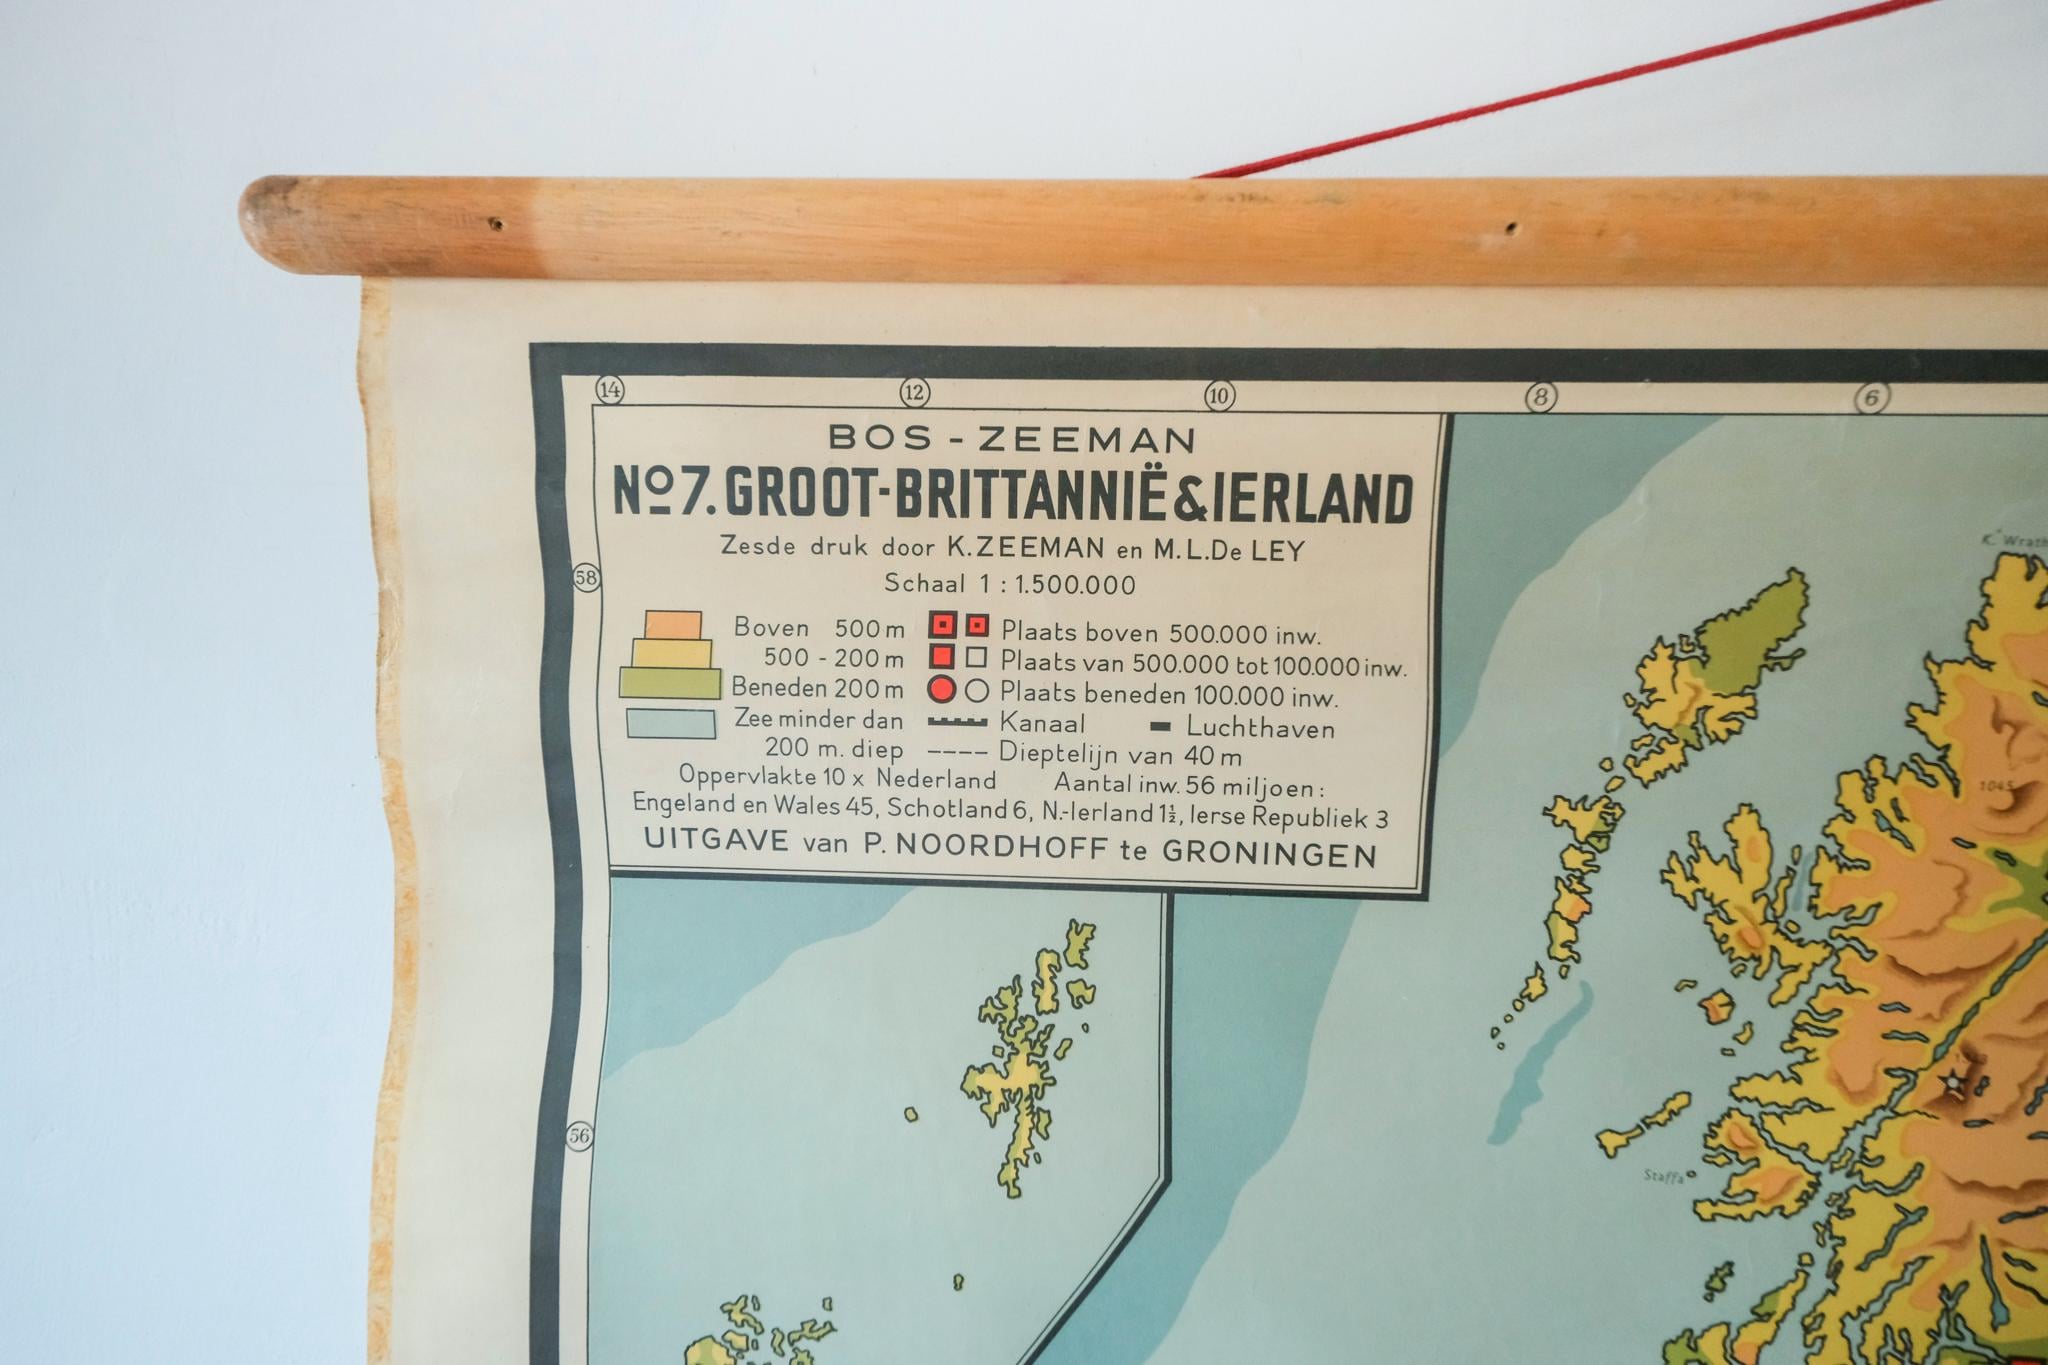 14
12
10
8
6
BOS - ZEEMAN
Nº 7. GROOT-BRITTANNIË & IERLAND
Zesde druk door K. ZEEMAN en M. L. De LEY
Schaal 1 : 1.500.000
Boven 500 m
500 - 200 m
Beneden 200 m
Zee minder dan
200 m. diep
Plaats boven 500.000 inw.
Plaats van 500.000 tot 100.000 inw.
Plaats beneden 100.000 inw.
Kanaal
Luchthaven
Dieptelijn van 40 m
Oppervlakte 10 x Nederland Aantal inw. 56 miljoen :
Engeland en Wales 45, Schotland 6, N.-Ierland 1½, Ierse Republiek 3
UITGAVE van P. NOORDHOFF te GRONINGEN
58
56
K. Wrath
1045
Staffa